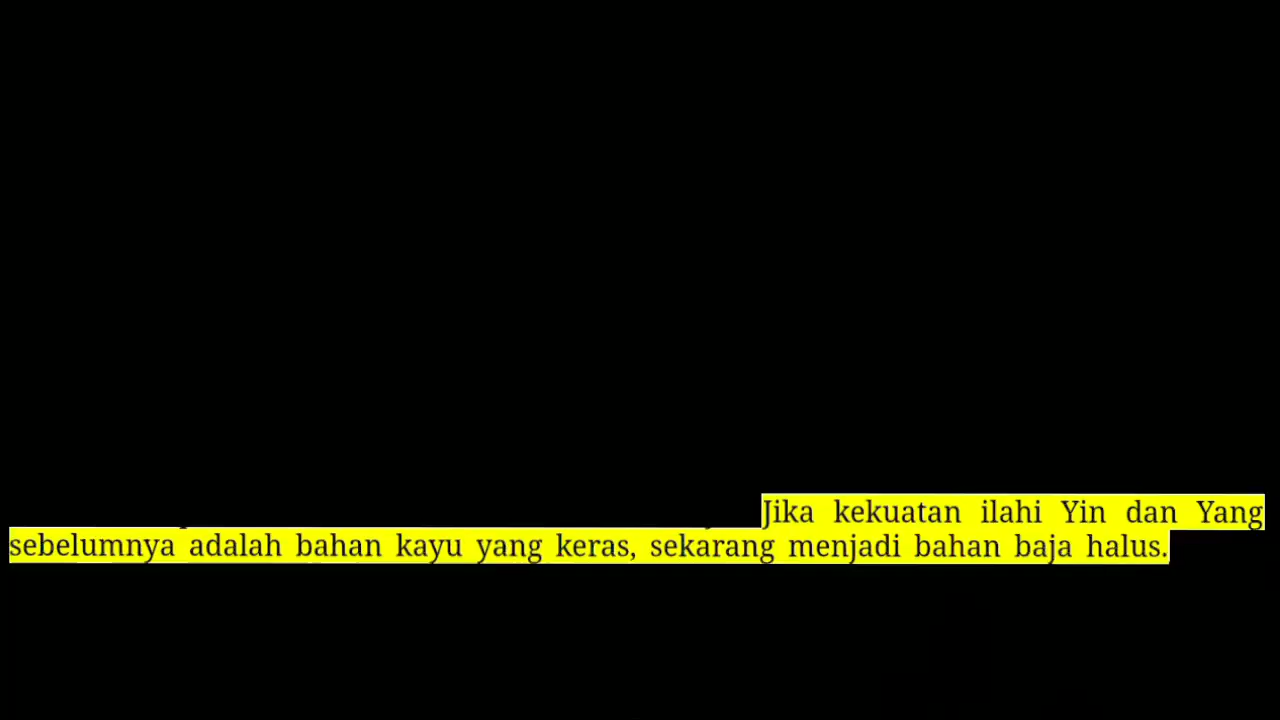 Jika kekuatan ilahi Yin dan Yang
sebelumnya adalah bahan kayu yang keras, sekarang menjadi bahan baja halus.